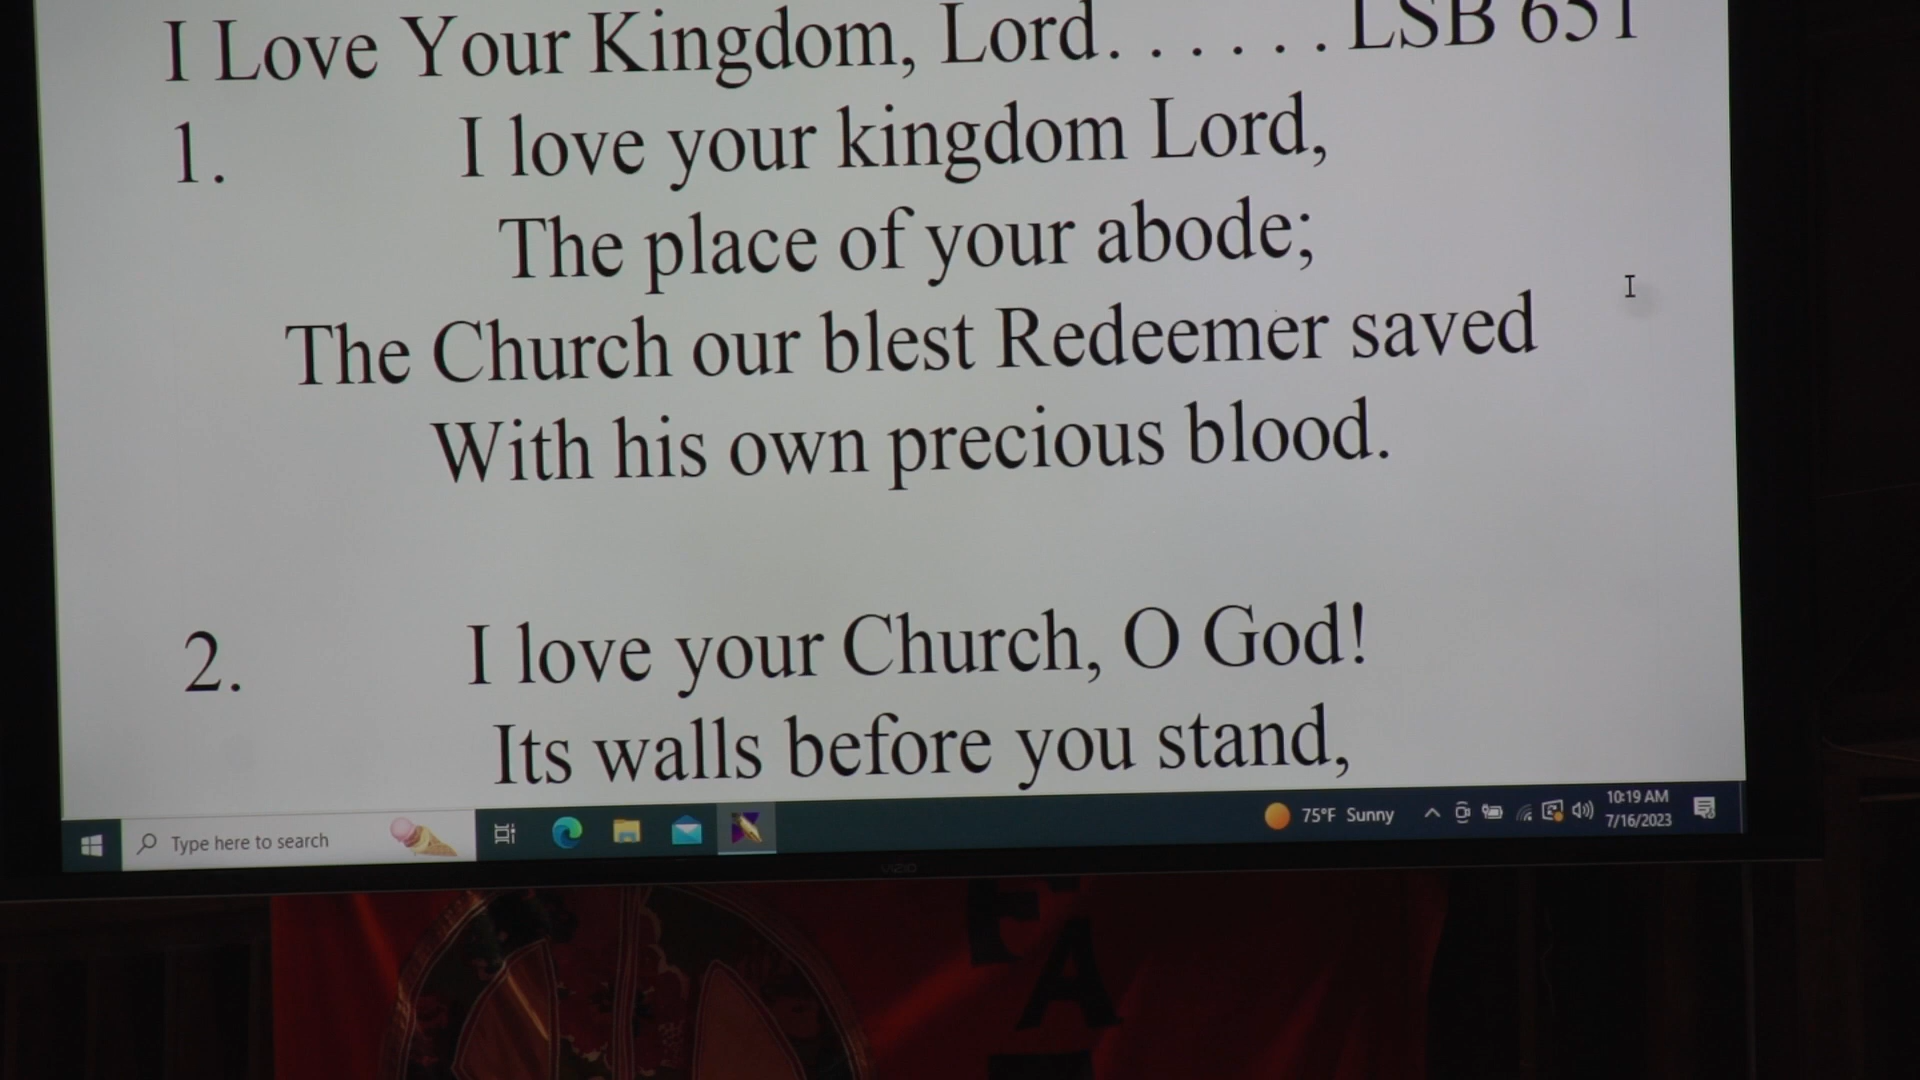 I Love Your Kingdom, Lord. . . . . . LSB 651
1. I love your kingdom Lord,
The place of your abode;
The Church our blest Redeemer saved
With his own precious blood.
2. I love your Church, O God!
Its walls before you stand,
Type here to search
75°F Sunny
10:19 AM
7/16/2023
VIZIO
F
A